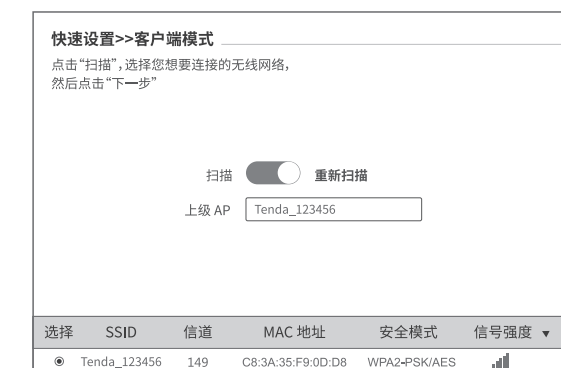 快速设置>>客户端模式
点击“扫描”，选择您想要连接的无线网络，
然后点击“下一步”
扫描 重新扫描
上级 AP Tenda_123456
选择 SSID 信道 MAC 地址 安全模式 信号强度 ▼
Tenda_123456 149 C8:3A:35:F9:0D:D8 WPA2-PSK/AES